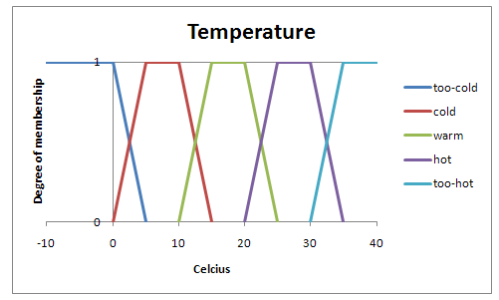 Temperature
1
0
Degree of membership
-10 0 10 20 30 40
Celcius
too-cold
cold
warm
hot
too-hot